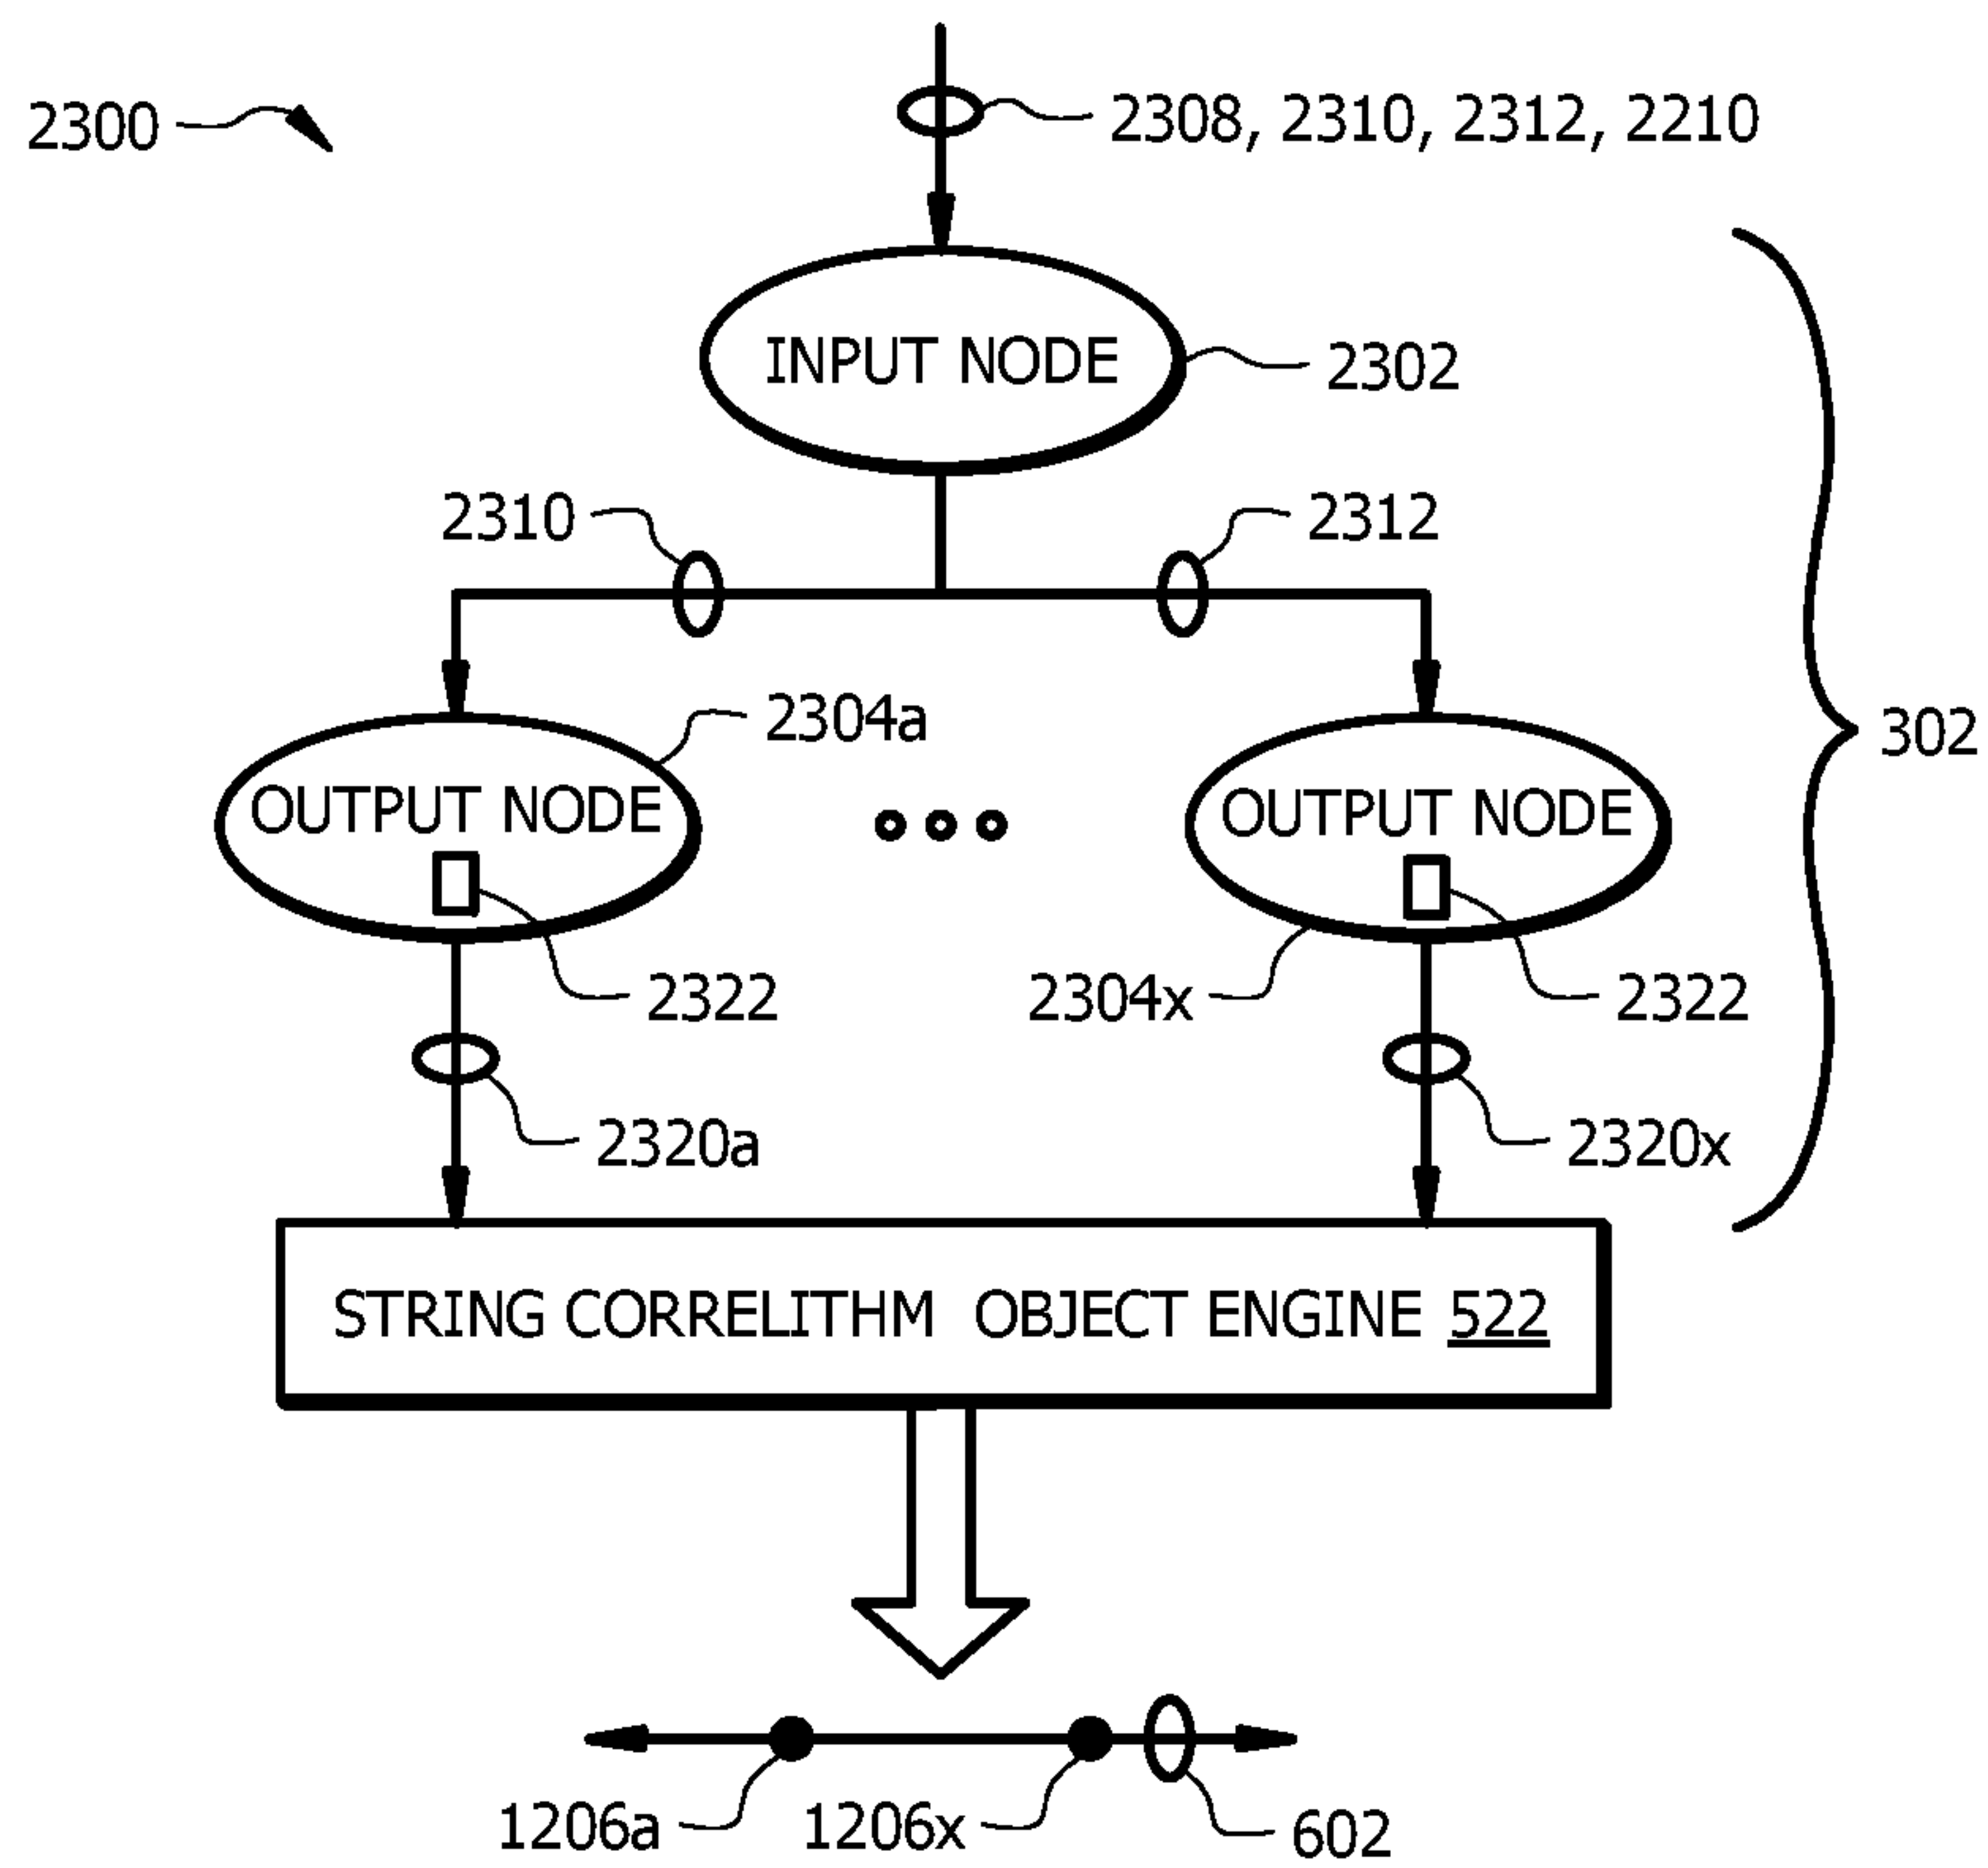 2300
2308, 2310, 2312, 2210
INPUT NODE
2302
2310
2312
2304a
302
OUTPUT NODE
OUTPUT NODE
2322
2304x
2322
2320a
2320x
STRING CORRELITHM OBJECT ENGINE 522
1206a
1206x
602